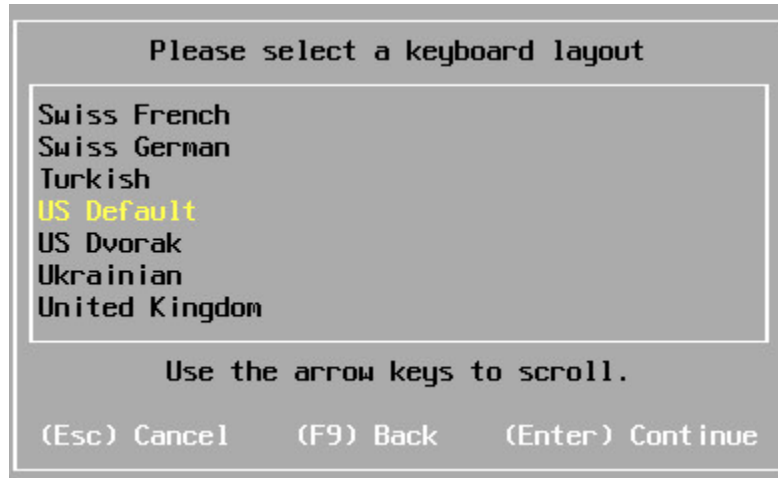 Please select a keyboard layout
Swiss French
Swiss German
Turkish
US Default
US Dvorak
Ukrainian
United Kingdom
Use the arrow keys to scroll.
(Esc) Cancel (F9) Back (Enter) Continue